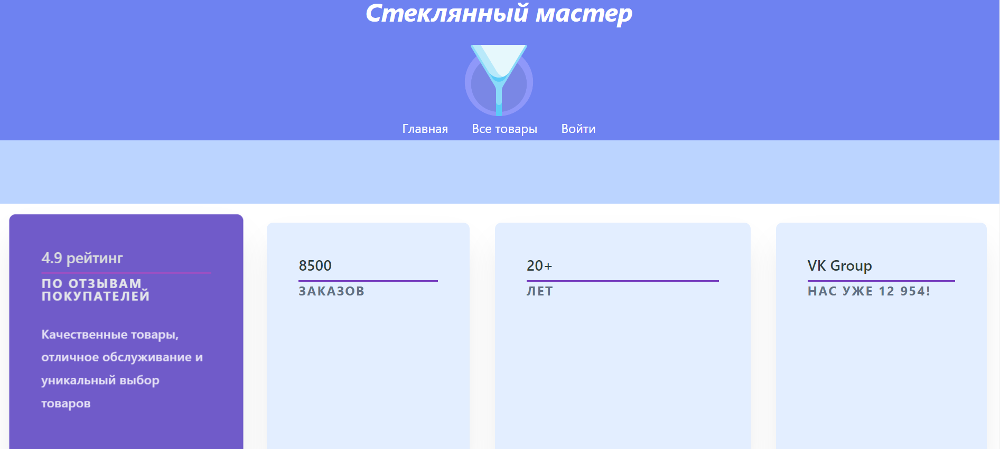 Стеклянный мастер
Главная Все товары Войти
4.9 рейтинг
ПО ОТЗЫВАМ
ПОКУПАТЕЛЕЙ
Качественные товары,
отличное обслуживание и
уникальный выбор
товаров
8500
ЗАКАЗОВ
20+
ЛЕТ
VK Group
НАС УЖЕ 12 954!